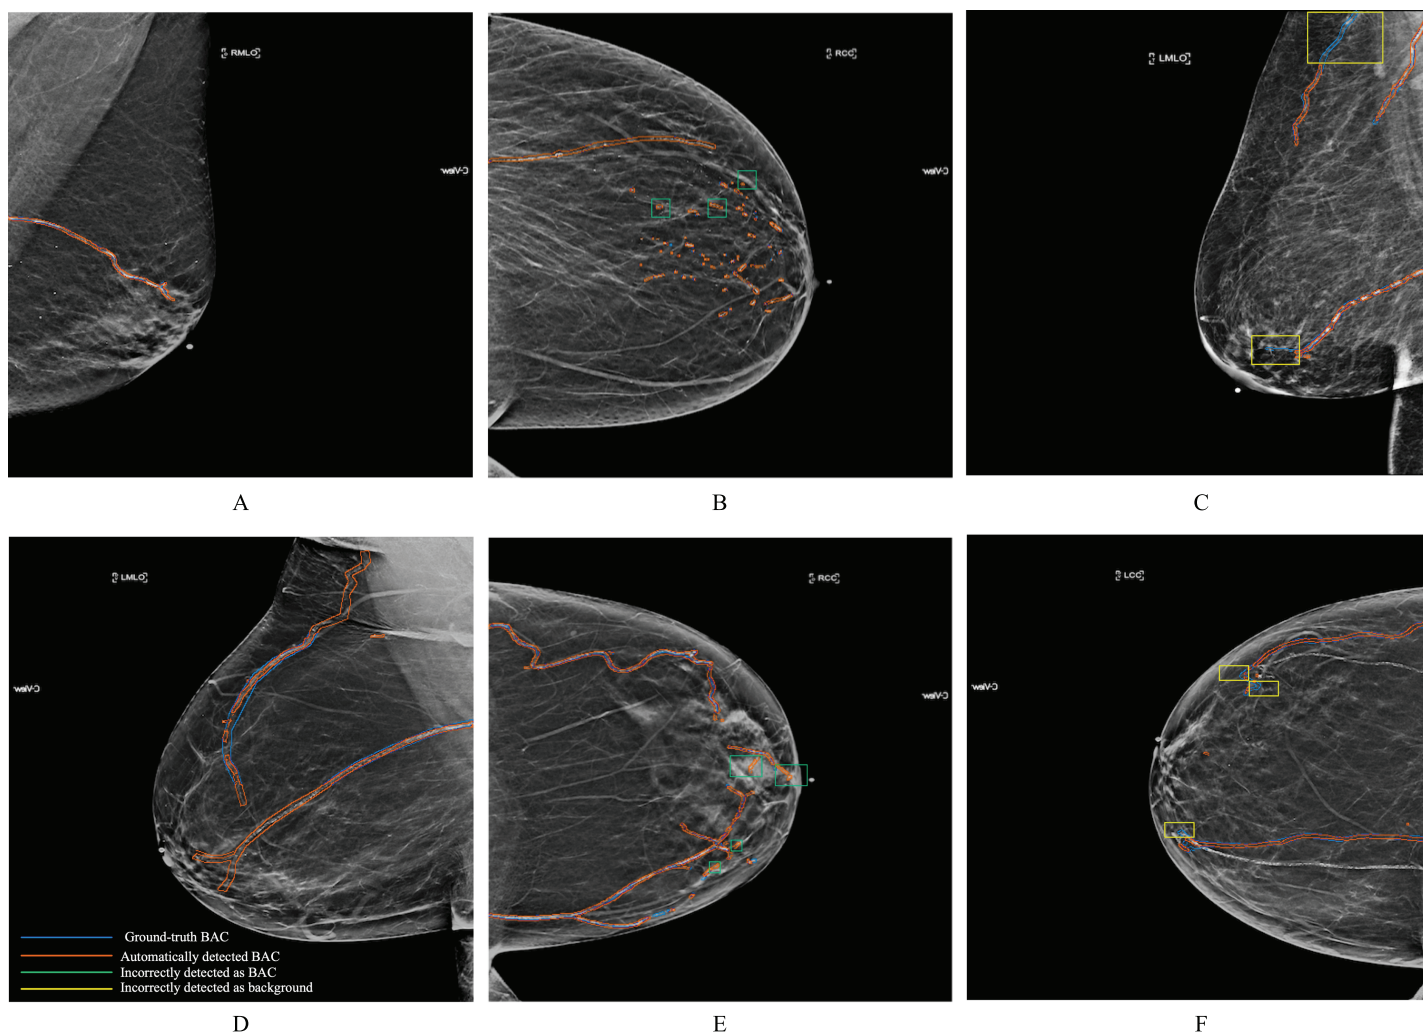 RMLO
C-View
A
RCC
C-View
B
LMLO
C
LMLO
C-View
Ground-truth BAC
Automatically detected BAC
Incorrectly detected as BAC
Incorrectly detected as background
D
RCC
C-View
E
LCC
C-View
F